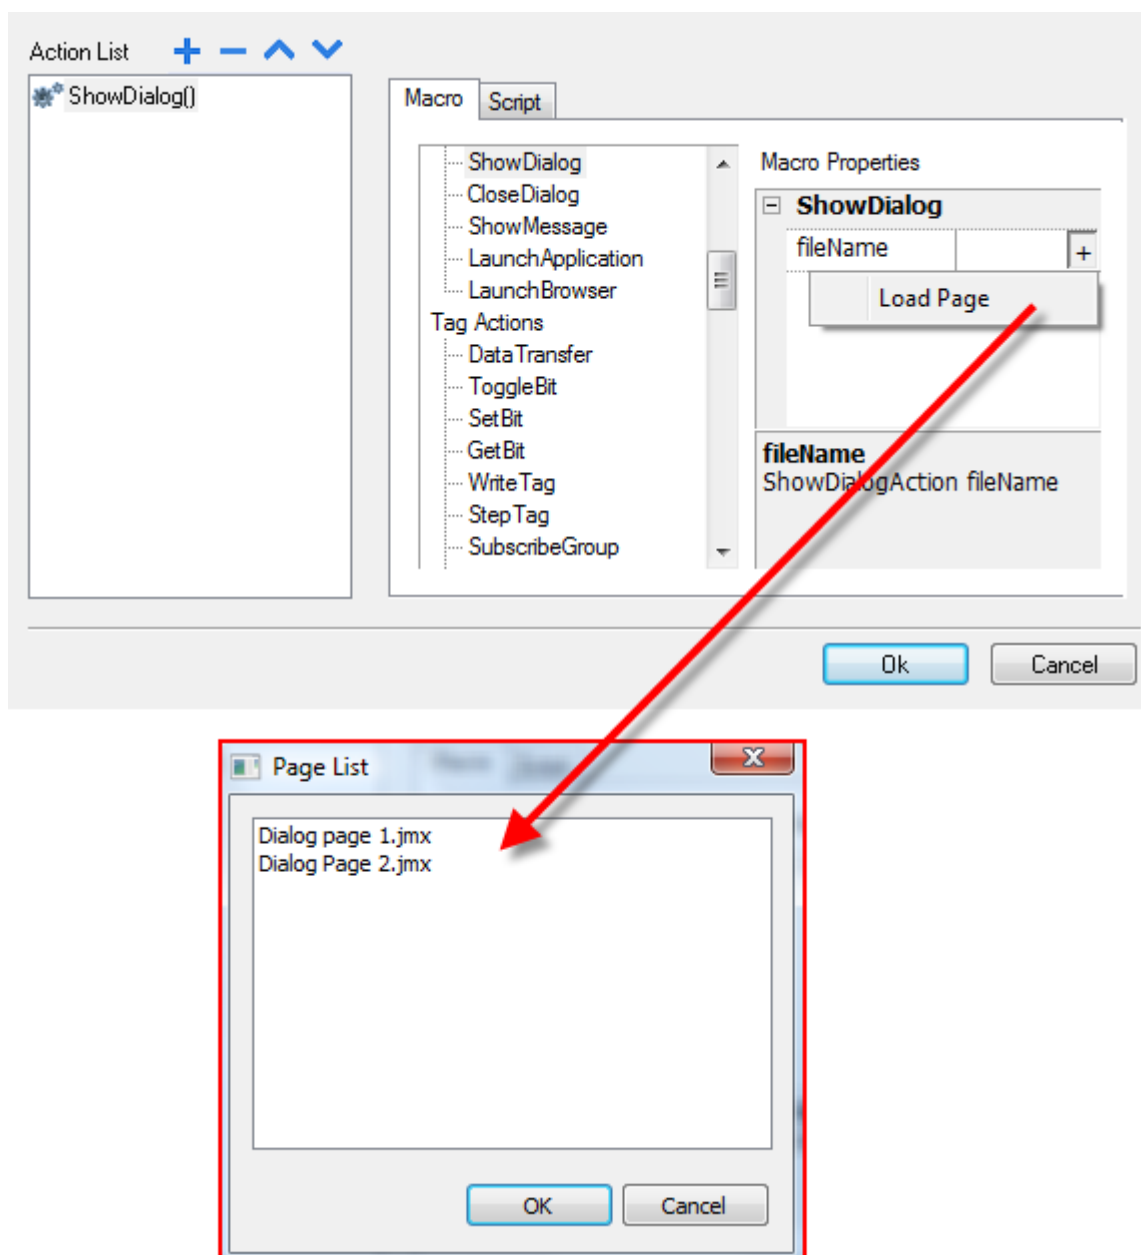 Action List
ShowDialog()
Macro
Script
ShowDialog
CloseDialog
ShowMessage
LaunchApplication
LaunchBrowser
Tag Actions
DataTransfer
ToggleBit
SetBit
GetBit
WriteTag
StepTag
SubscribeGroup
Macro Properties
ShowDialog
fileName
+
Load Page
fileName
ShowDialogAction fileName
Ok
Cancel
Page List
Dialog page 1.jmx
Dialog Page 2.jmx
OK
Cancel